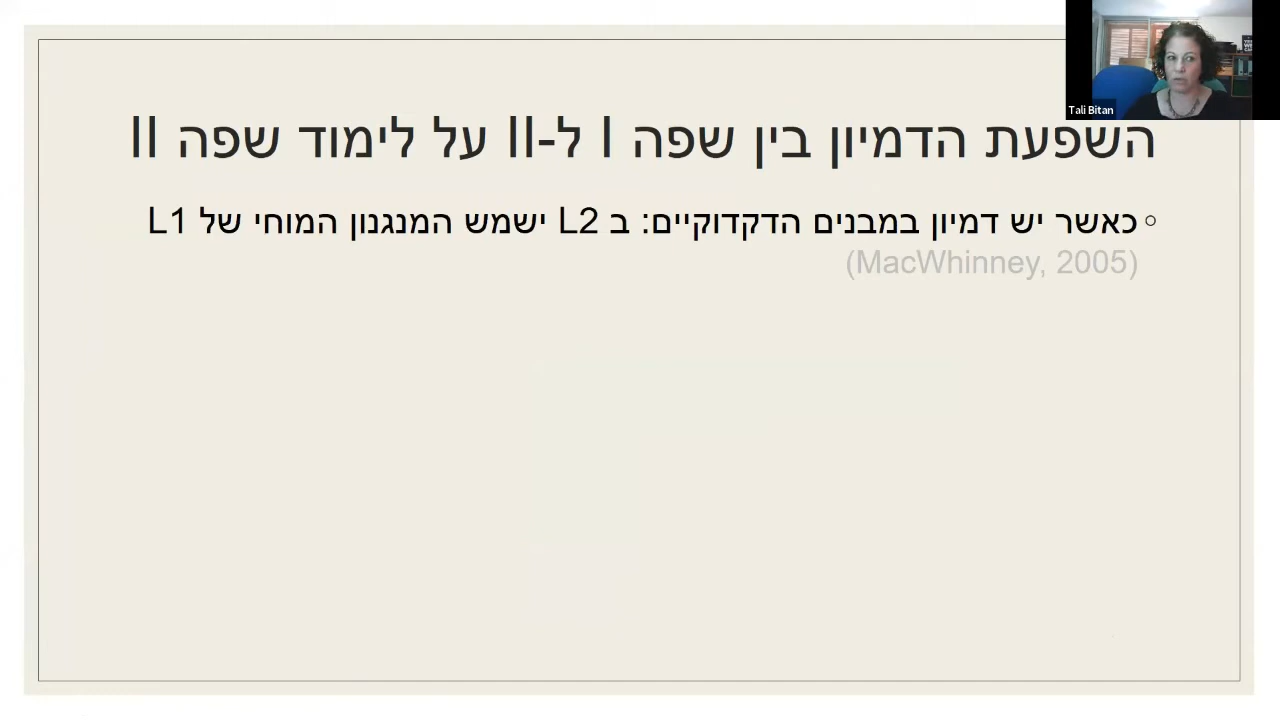 Tali Bitan
השפעת הדמיון בין שפה I ל-II על לימוד שפה II
◦ כאשר יש דמיון במבנים הדקדוקיים: ב L2 ישמש המנגנון המוחי של L1
(MacWhinney, 2005)